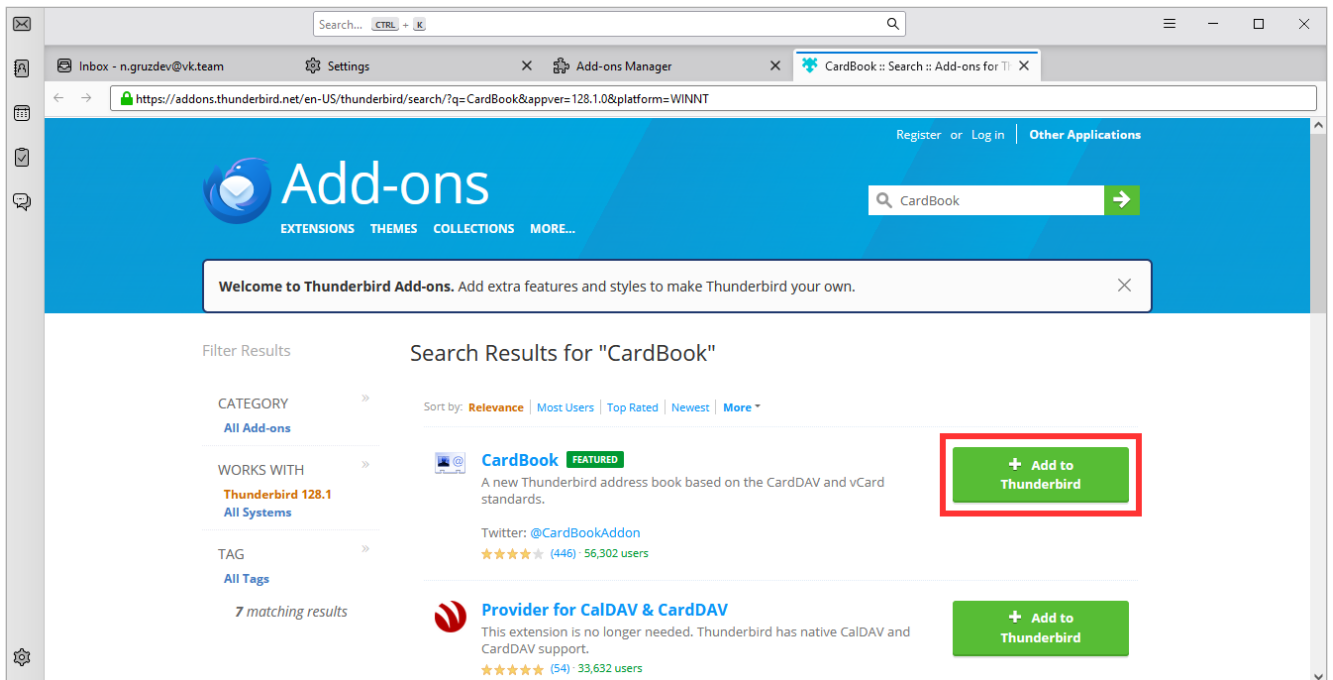 Search... CTRL + K
Inbox - n.gruzdev@vk.team
Settings
Add-ons Manager
CardBook :: Search :: Add-ons for Th
https://addons.thunderbird.net/en-US/thunderbird/search/?q=CardBook&appver=128.1.0&platform=WINNT
Register or Log in Other Applications
Add-ons
CardBook
EXTENSIONS THEMES COLLECTIONS MORE...
Welcome to Thunderbird Add-ons. Add extra features and styles to make Thunderbird your own.
Filter Results
CATEGORY »
All Add-ons
WORKS WITH »
Thunderbird 128.1
All Systems
TAG »
All Tags
7 matching results
Search Results for "CardBook"
Sort by: Relevance Most Users Top Rated Newest More
CardBook FEATURED
A new Thunderbird address book based on the CardDAV and vCard
standards.
Twitter: @CardBookAddon
(446) · 56,302 users
+ Add to
Thunderbird
Provider for CalDAV & CardDAV
This extension is no longer needed. Thunderbird has native CalDAV and
CardDAV support.
(54) · 33,632 users
+ Add to
Thunderbird